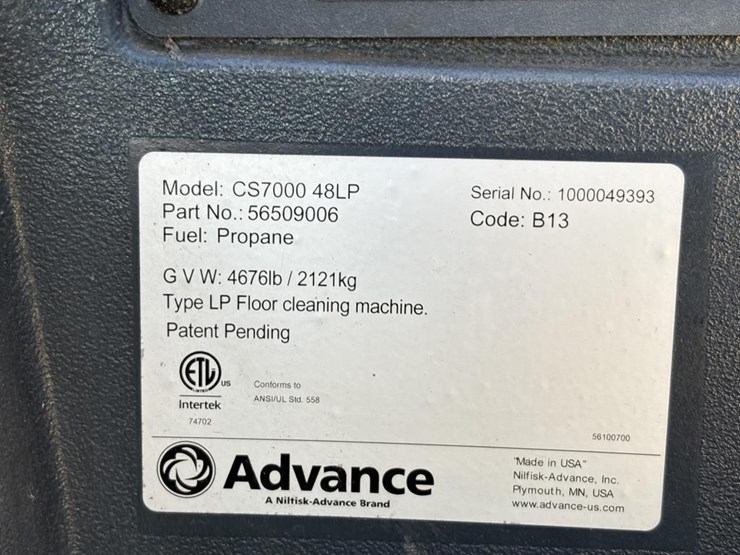 Model: CS7000 48LP
Part No.: 56509006
Fuel: Propane
Serial No.: 1000049393
Code: B13
G V W: 4676lb / 2121kg
Type LP Floor cleaning machine.
Patent Pending
ETL US
Intertek
74702
Conforms to
ANSI/UL Std. 558
56100700
Advance
A Nilfisk-Advance Brand
"Made in USA"
Nilfisk-Advance, Inc.
Plymouth, MN, USA
www.advance-us.com